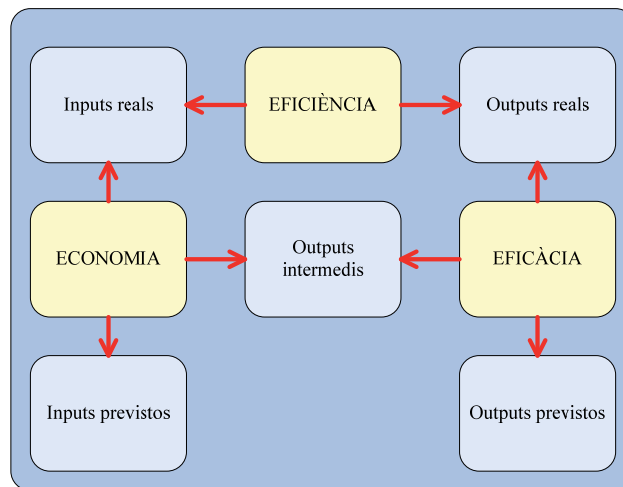 Inputs reals
EFICIÈNCIA
Outputs reals
ECONOMIA
Outputs
intermedis
EFICÀCIA
Inputs previstos
Outputs previstos